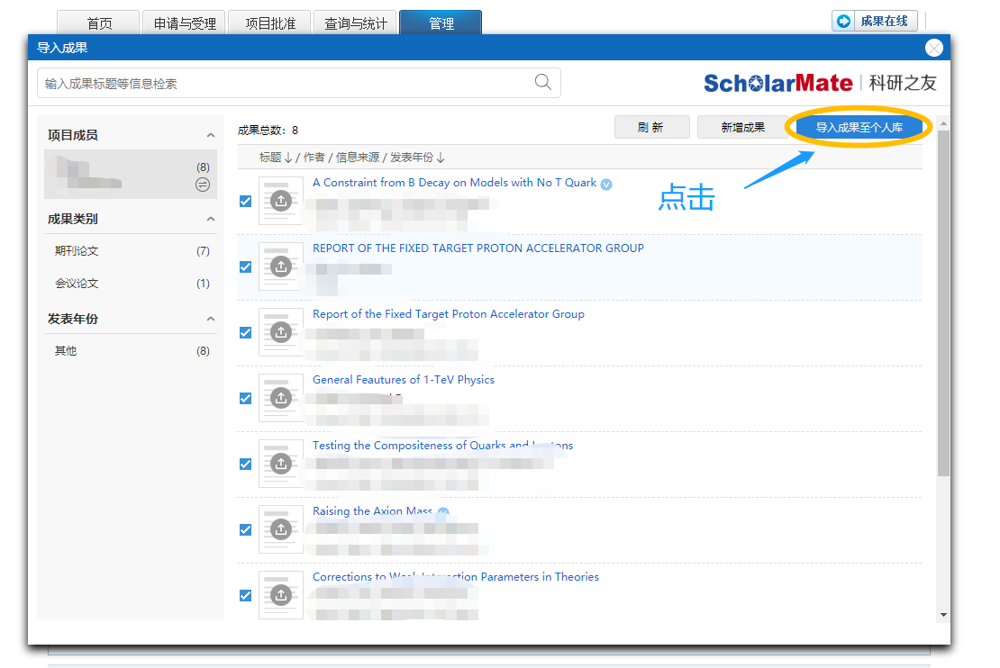 首页 申请与受理 项目批准 查询与统计 管理 成果在线
导入成果
输入成果标题等信息检索
ScholarMate 科研之友
项目成员
(8)
成果类别
期刊论文 (7)
会议论文 (1)
发表年份
其他 (8)
成果总数: 8
刷 新 新增成果 导入成果至个人库
标题↓ / 作者 / 信息来源 / 发表年份↓
点击
A Constraint from B Decay on Models with No T Quark
REPORT OF THE FIXED TARGET PROTON ACCELERATOR GROUP
Report of the Fixed Target Proton Accelerator Group
General Feautures of 1-TeV Physics
Testing the Compositeness of Quarks and
Raising the Axion Mass
Corrections to Weak Interaction Parameters in Theories